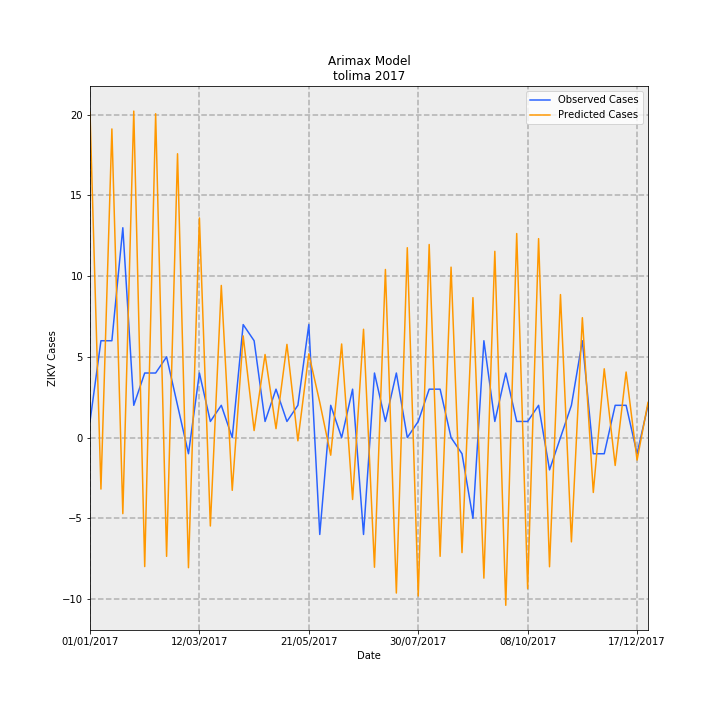 Arimax Model
tolima 2017
Observed Cases
Predicted Cases
20
15
10
5
0
−5
−10
ZIKV Cases
01/01/2017
12/03/2017
21/05/2017
30/07/2017
08/10/2017
17/12/2017
Date